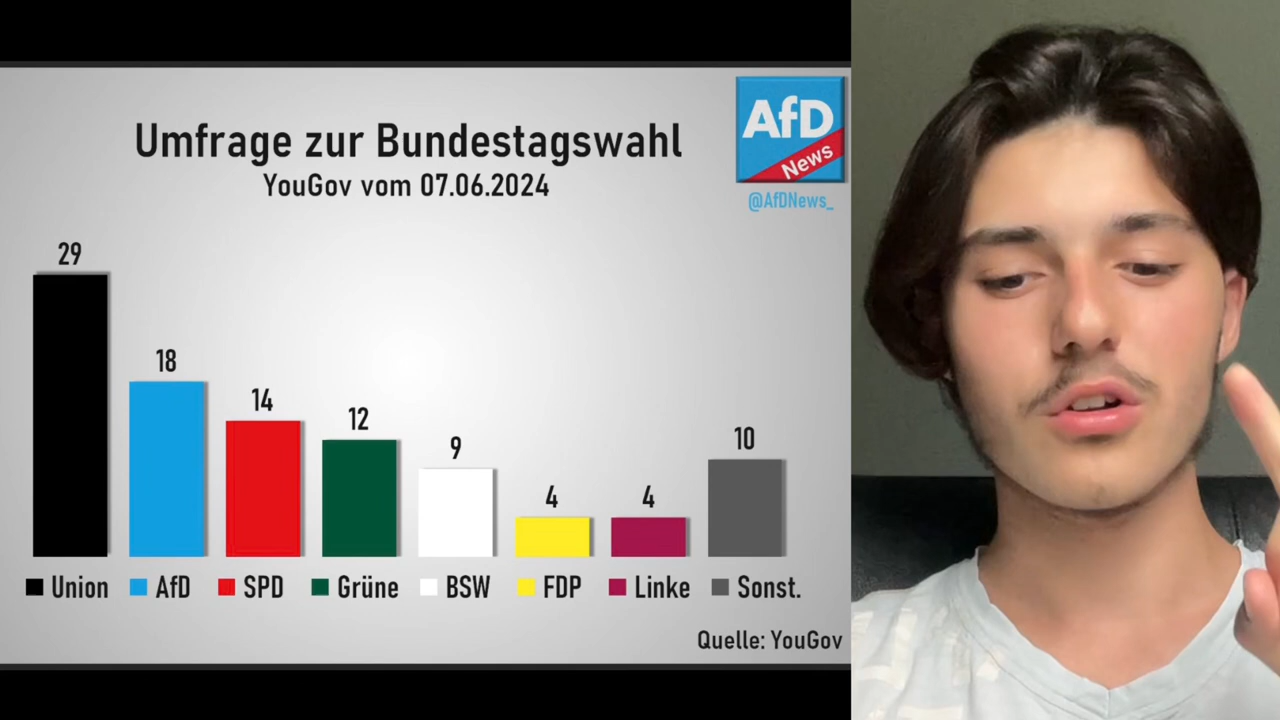 Umfrage zur Bundestagswahl
YouGov vom 07.06.2024
AfD
News
@AfDNews_
29
18
14
12
9
4
4
10
Union
AfD
SPD
Grüne
BSW
FDP
Linke
Sonst.
Quelle: YouGov